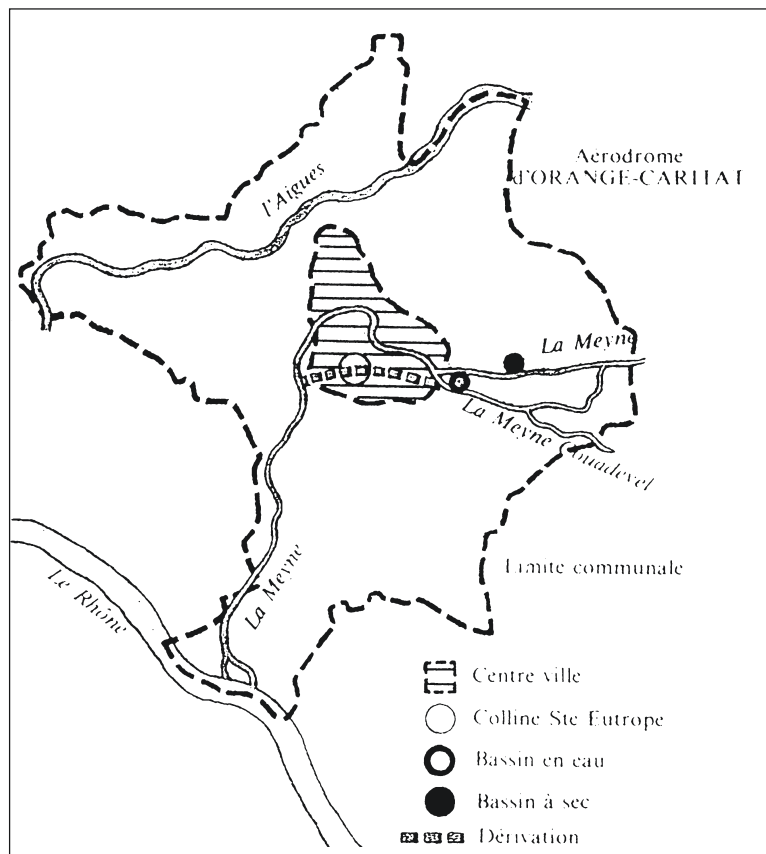 Aérodrome
d'ORANGE-CARITAT
l'Aigues
La Meyne
La Meyne Couadevel
Limite communale
Le Rhône
La Meyne
Centre ville
Colline Ste Eutrope
Bassin en eau
Bassin à sec
Dérivation